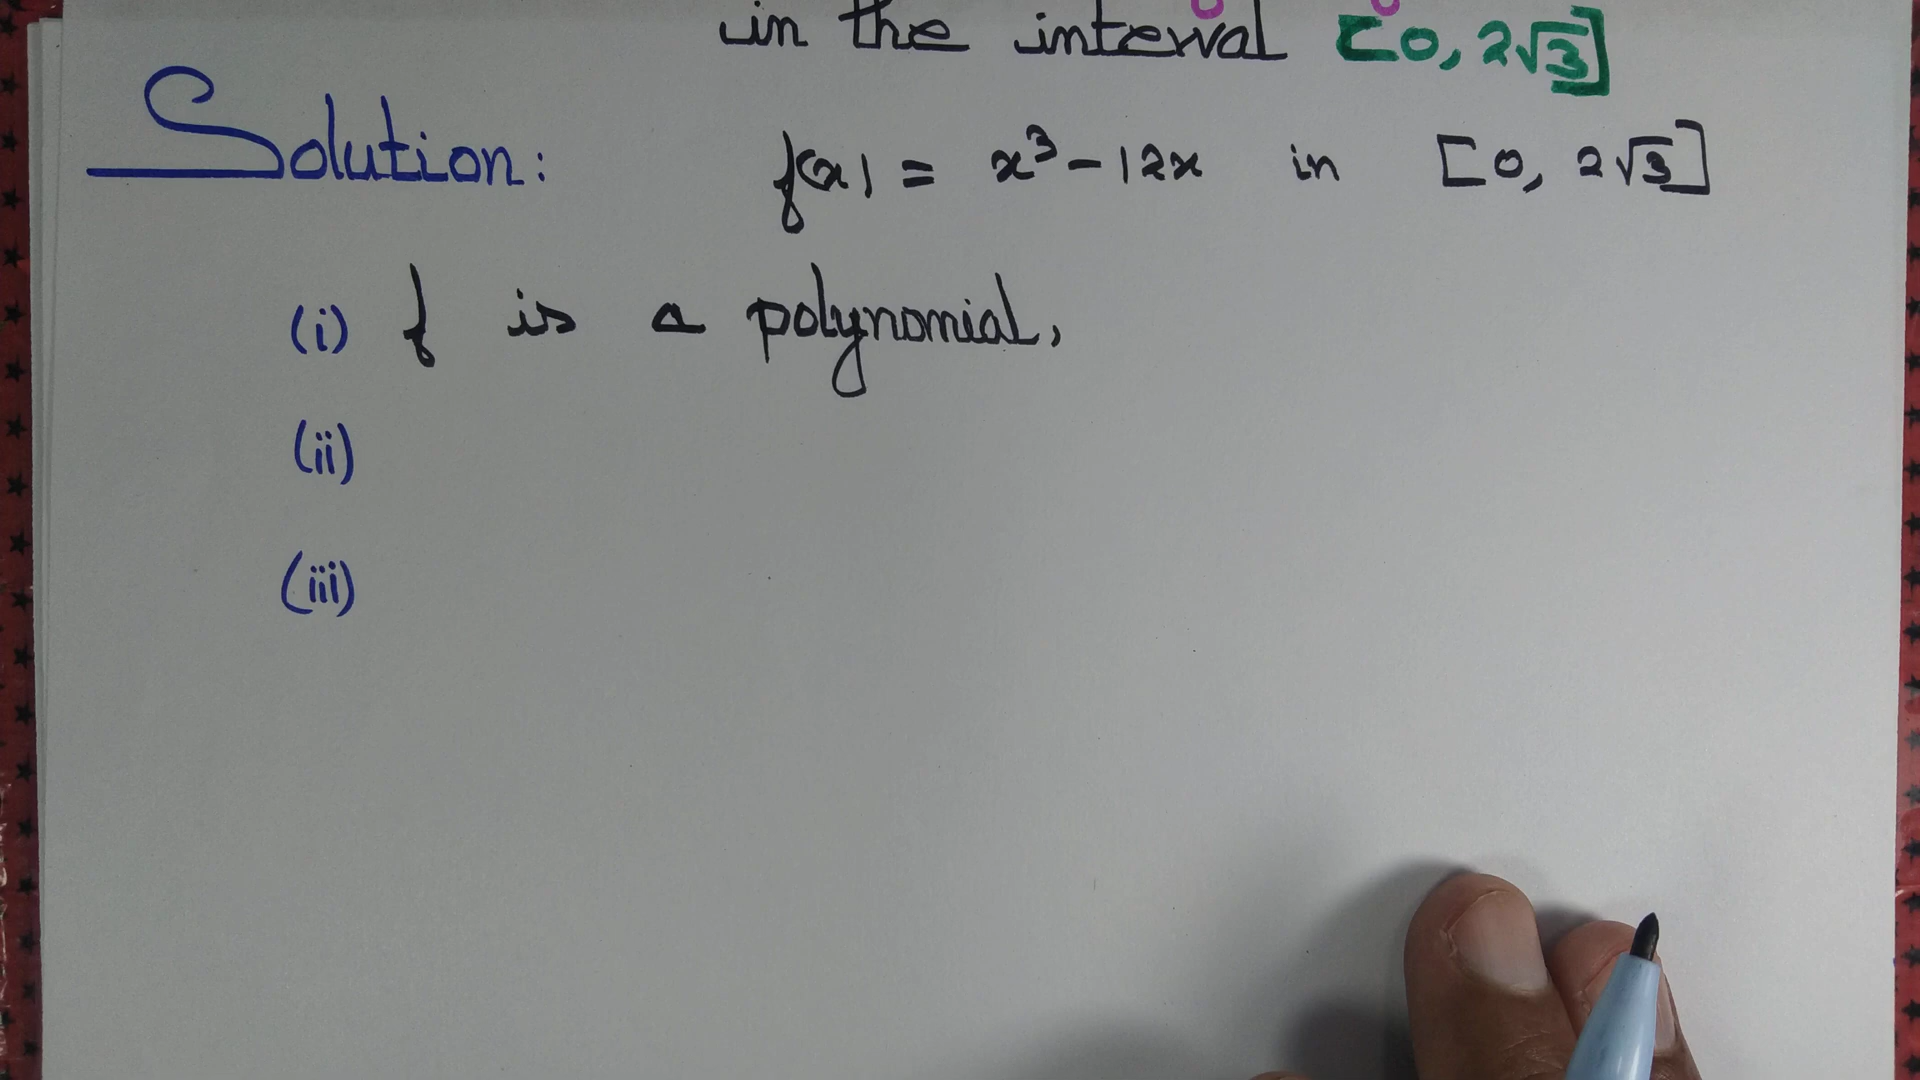 in the interval [0, 2√3]
Solution: f(x) = x³ - 12x in [0, 2√3]
(i) f is a polynomial,
(ii)
(iii)